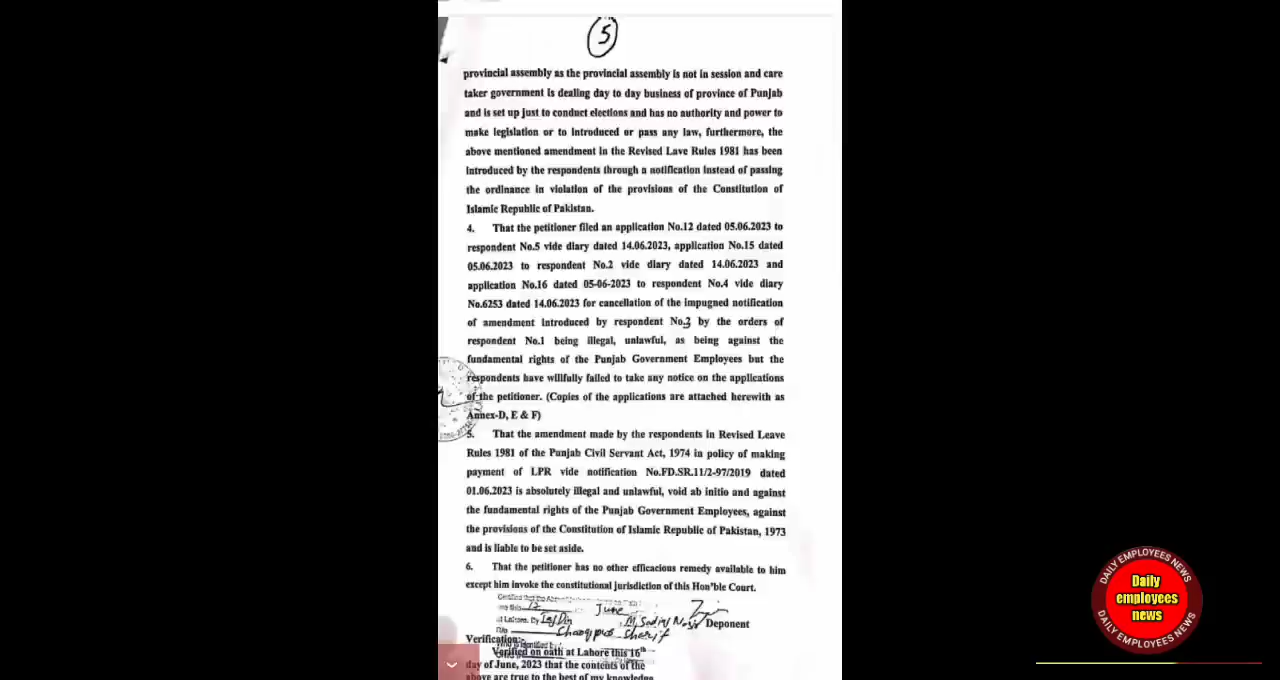 5
provincial assembly as the provincial assembly is not in session and care
taker government is dealing day to day business of province of Punjab
and is set up just to conduct elections and has no authority and power to
make legislation or to introduced or pass any law, furthermore, the
above mentioned amendment in the Revised Lave Rules 1981 has been
introduced by the respondents through a notification instead of passing
the ordinance in violation of the provisions of the Constitution of
Islamic Republic of Pakistan.
4. That the petitioner filed an application No.12 dated 05.06.2023 to
respondent No.5 vide diary dated 14.06.2023, application No.15 dated
05.06.2023 to respondent No.2 vide diary dated 14.06.2023 and
application No.16 dated 05-06-2023 to respondent No.4 vide diary
No.6253 dated 14.06.2023 for cancellation of the impugned notification
of amendment introduced by respondent No.3 by the orders of
respondent No.1 being illegal, unlawful, as being against the
fundamental rights of the Punjab Government Employees but the
respondents have willfully failed to take any notice on the applications
of the petitioner. (Copies of the applications are attached herewith as
Annex-D, E & F)
5. That the amendment made by the respondents in Revised Leave
Rules 1981 of the Punjab Civil Servant Act, 1974 in policy of making
payment of LPR vide notification No.FD.SR.11/2-97/2019 dated
01.06.2023 is absolutely illegal and unlawful, void ab initio and against
the fundamental rights of the Punjab Government Employees, against
the provisions of the Constitution of Islamic Republic of Pakistan, 1973
and is liable to be set aside.
6. That the petitioner has no other efficacious remedy available to him
except him invoke the constitutional jurisdiction of this Hon'ble Court.
June
Deponent
Verification:-
Verified on oath at Lahore this 16th
day of June, 2023 that the contents of the
above are true to the best of my knowledge
DAILY EMPLOYEES NEWS
Daily
employees
news
DAILY EMPLOYEES NEWS